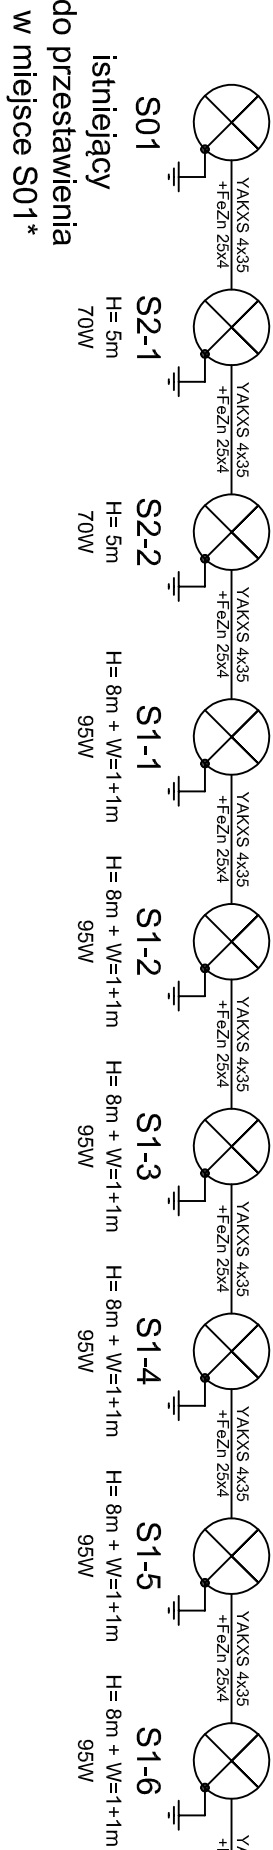 S01
istniejący
do przestawienia
w miejsce S01*
YAKXS 4x35
+FeZn 25x4
S2-1
H= 5m
70W
YAKXS 4x35
+FeZn 25x4
S2-2
H= 5m
70W
YAKXS 4x35
+FeZn 25x4
S1-1
H= 8m + W=1+1m
95W
YAKXS 4x35
+FeZn 25x4
S1-2
H= 8m + W=1+1m
95W
YAKXS 4x35
+FeZn 25x4
S1-3
H= 8m + W=1+1m
95W
YAKXS 4x35
+FeZn 25x4
S1-4
H= 8m + W=1+1m
95W
YAKXS 4x35
+FeZn 25x4
S1-5
H= 8m + W=1+1m
95W
YAKXS 4x35
+FeZn 25x4
S1-6
H= 8m + W=1+1m
95W